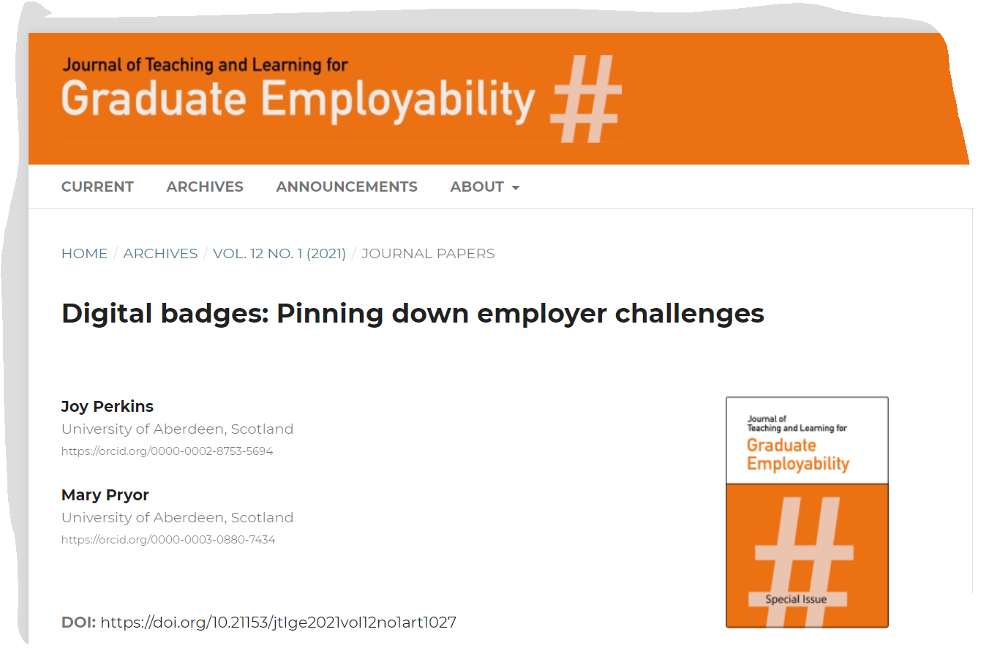 Journal of Teaching and Learning for
Graduate Employability
#
CURRENT ARCHIVES ANNOUNCEMENTS ABOUT
HOME / ARCHIVES / VOL. 12 NO. 1 (2021) / JOURNAL PAPERS
Digital badges: Pinning down employer challenges
Joy Perkins
University of Aberdeen, Scotland
https://orcid.org/0000-0002-8753-5694
Mary Pryor
University of Aberdeen, Scotland
https://orcid.org/0000-0003-0880-7434
DOI: https://doi.org/10.21153/jtlge2021vol12no1art1027
Journal of
Teaching and Learning for
Graduate
Employability
#
Special Issue